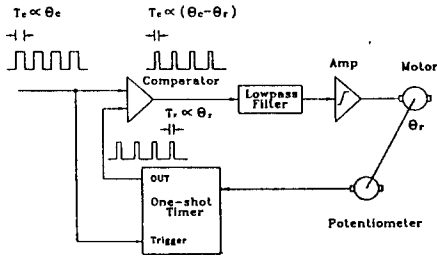 Tc∝θc
Te∝(θc-θr)
Comparator
Amp
Motor
Lowpass
Filter
Tr∝θr
θr
OUT
One-shot
Timer
Trigger
Potentiometer